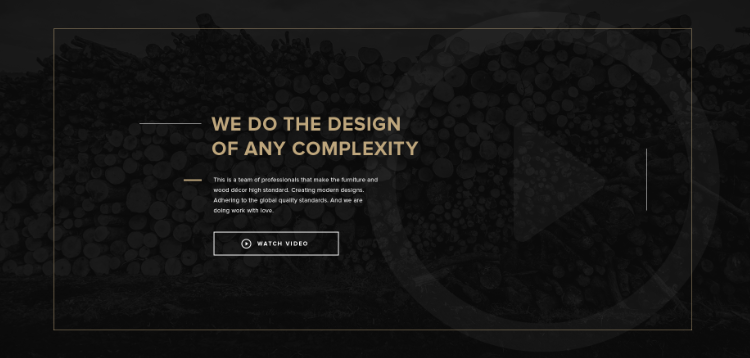 WE DO THE DESIGN
OF ANY COMPLEXITY
This is a team of professionals that make the furniture and
wood décor high standard. Creating modern designs.
Adhering to the global quality standards. And we are
doing work with love.
WATCH VIDEO